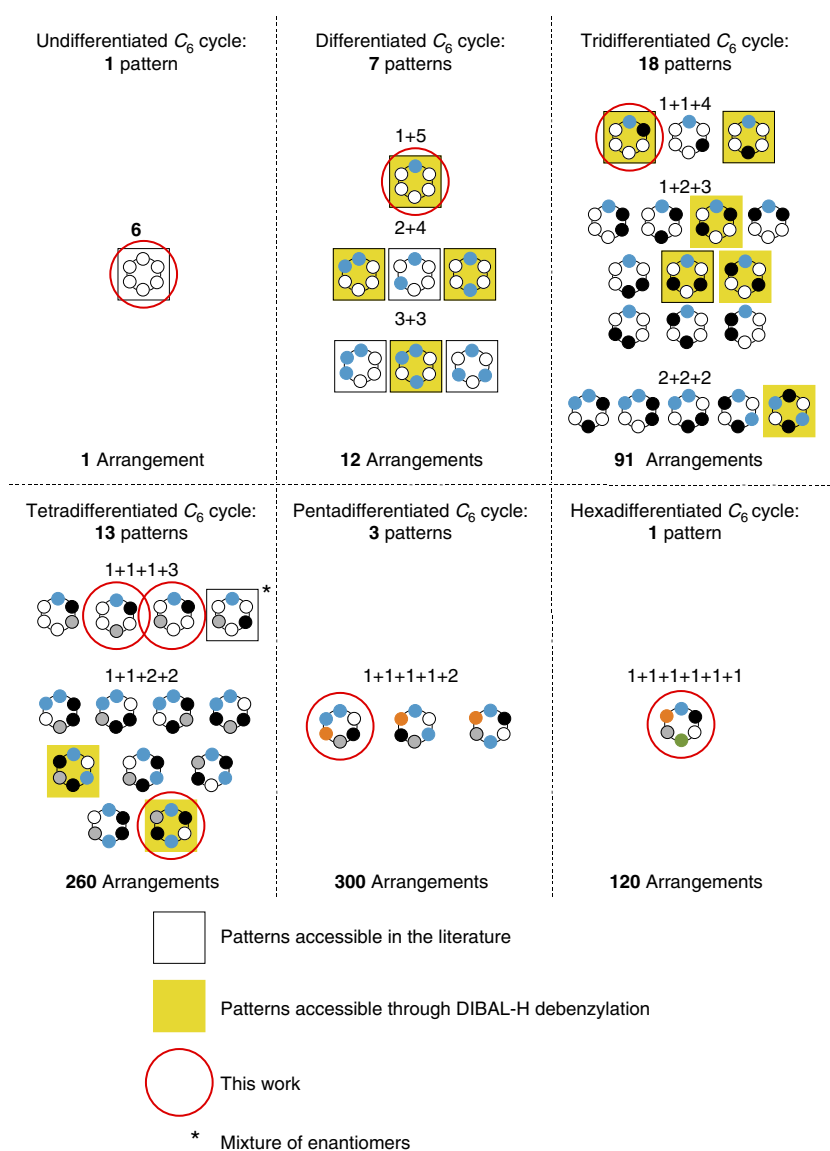 Undifferentiated C6 cycle:
1 pattern
6
1 Arrangement
Differentiated C6 cycle:
7 patterns
1+5
2+4
3+3
12 Arrangements
Tridifferentiated C6 cycle:
18 patterns
1+1+4
1+2+3
2+2+2
91 Arrangements
Tetradifferentiated C6 cycle:
13 patterns
1+1+1+3
*
1+1+2+2
260 Arrangements
Pentadifferentiated C6 cycle:
3 patterns
1+1+1+1+2
300 Arrangements
Hexadifferentiated C6 cycle:
1 pattern
1+1+1+1+1+1
120 Arrangements
Patterns accessible in the literature
Patterns accessible through DIBAL-H debenzylation
This work
* Mixture of enantiomers